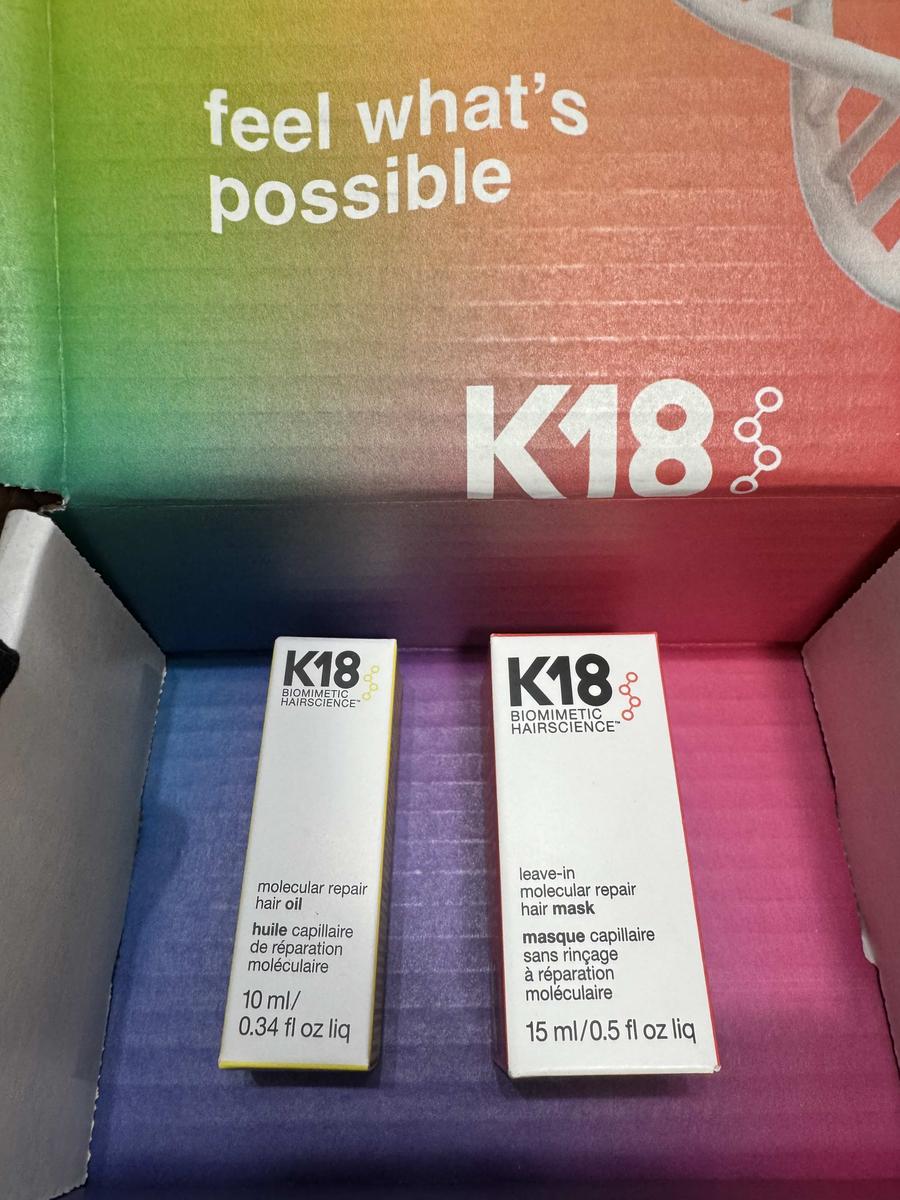 feel what's
possible
K18
K18
BIOMIMETIC
HAIRSCIENCE™
molecular repair
hair oil
huile capillaire
de réparation
moléculaire
10 ml/
0.34 fl oz liq
K18
BIOMIMETIC
HAIRSCIENCE™
leave-in
molecular repair
hair mask
masque capillaire
sans rinçage
à réparation
moléculaire
15 ml/0.5 fl oz liq